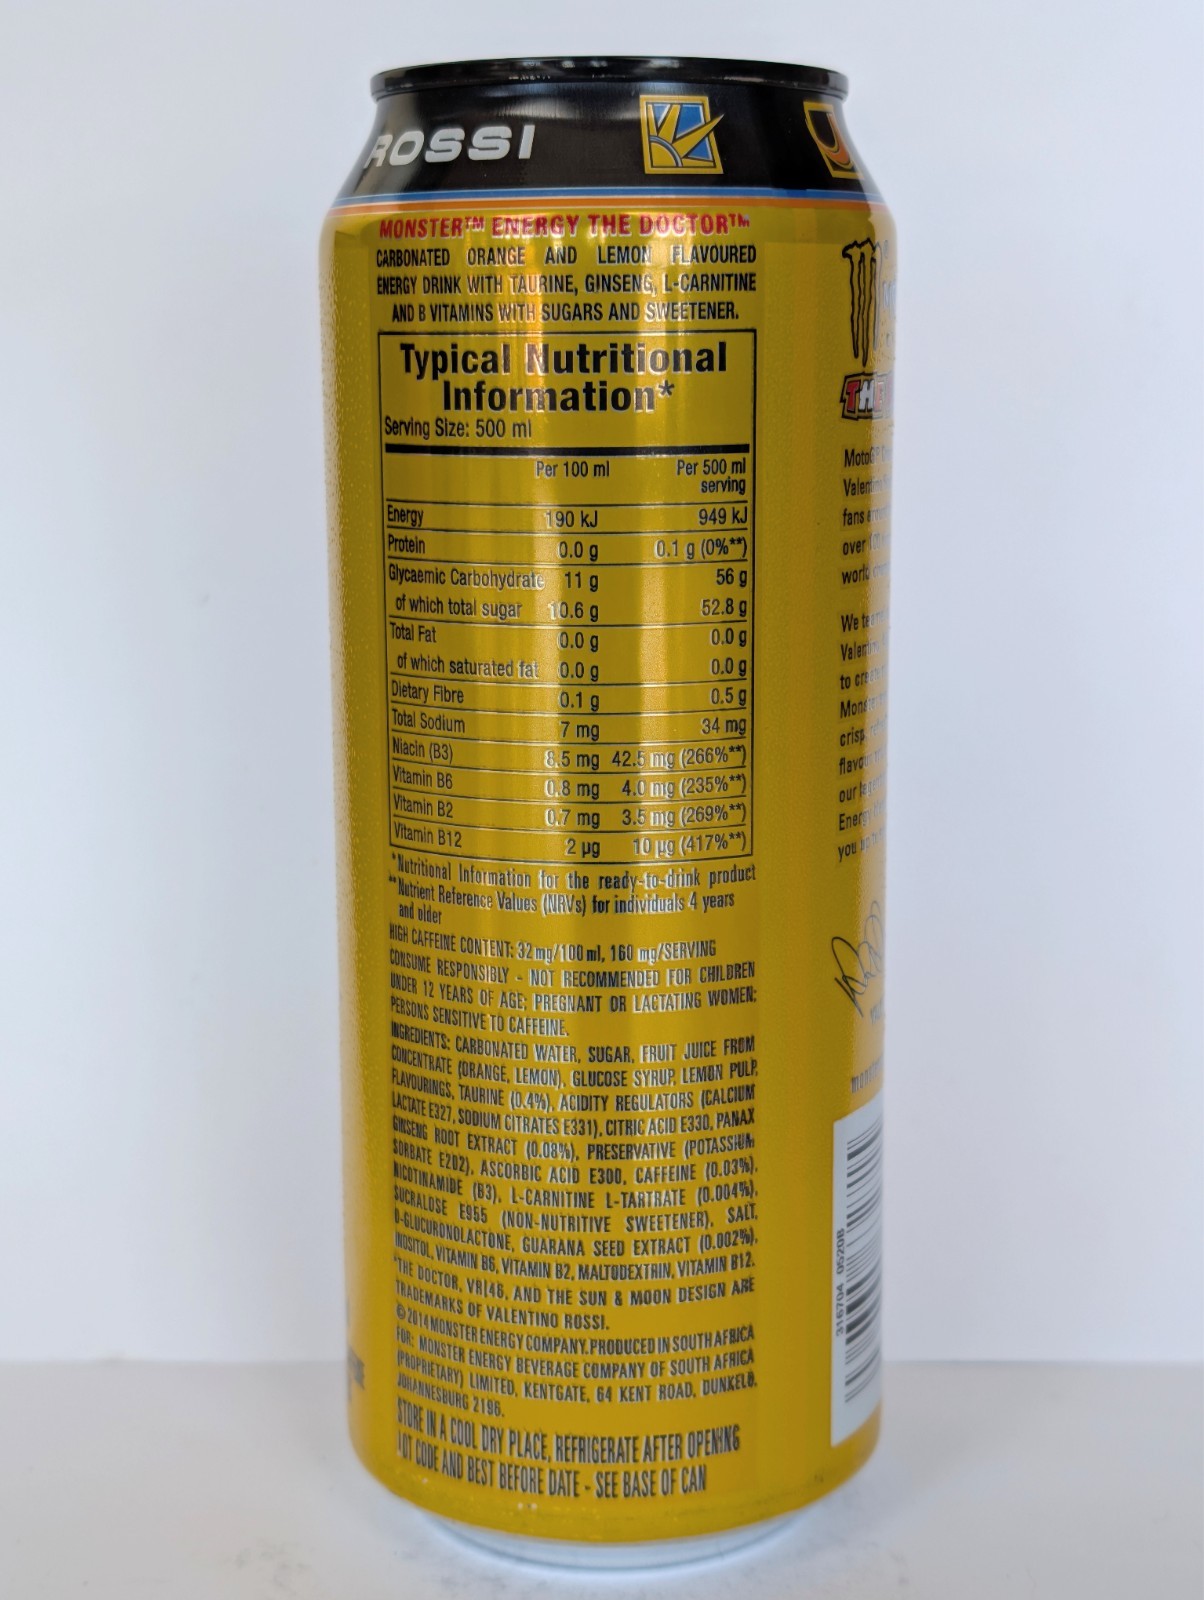 ROSSI
MONSTER™ ENERGY THE DOCTOR™
CARBONATED ORANGE AND LEMON FLAVOURED
ENERGY DRINK WITH TAURINE, GINSENG, L-CARNITINE
AND B VITAMINS WITH SUGARS AND SWEETENER.
Typical Nutritional
Information*
Serving Size: 500 ml
Per 100 ml Per 500 ml
serving
Energy 190 kJ 949 kJ
Protein 0.0 g 0.1 g (0%**)
Glycaemic Carbohydrate 11 g 56 g
of which total sugar 10.6 g 52.8 g
Total Fat 0.0 g 0.0 g
of which saturated fat 0.0 g 0.0 g
Dietary Fibre 0.1 g 0.5 g
Total Sodium 7 mg 34 mg
Niacin (B3) 8.5 mg 42.5 mg (266%**)
Vitamin B6 0.8 mg 4.0 mg (235%**)
Vitamin B2 0.7 mg 3.5 mg (269%**)
Vitamin B12 2 µg 10 µg (417%**)
*Nutritional Information for the ready-to-drink product
**Nutrient Reference Values (NRVs) for individuals 4 years
and older
HIGH CAFFEINE CONTENT: 32 mg/100 ml, 160 mg/SERVING
CONSUME RESPONSIBLY - NOT RECOMMENDED FOR CHILDREN
UNDER 12 YEARS OF AGE; PREGNANT OR LACTATING WOMEN;
PERSONS SENSITIVE TO CAFFEINE.
INGREDIENTS: CARBONATED WATER, SUGAR, FRUIT JUICE FROM
CONCENTRATE (ORANGE, LEMON), GLUCOSE SYRUP, LEMON PULP,
FLAVOURINGS, TAURINE (0.4%), ACIDITY REGULATORS (CALCIUM
LACTATE E327, SODIUM CITRATES E331), CITRIC ACID E330, PANAX
GINSENG ROOT EXTRACT (0.08%), PRESERVATIVE (POTASSIUM
SORBATE E202), ASCORBIC ACID E300, CAFFEINE (0.03%),
NICOTINAMIDE (B3), L-CARNITINE L-TARTRATE (0.004%),
SUCRALOSE E955 (NON-NUTRITIVE SWEETENER), SALT,
D-GLUCURONOLACTONE, GUARANA SEED EXTRACT (0.002%),
INOSITOL, VITAMIN B6, VITAMIN B2, MALTODEXTRIN, VITAMIN B12.
"THE DOCTOR, VR|46, AND THE SUN & MOON DESIGN ARE
TRADEMARKS OF VALENTINO ROSSI.
©2014 MONSTER ENERGY COMPANY. PRODUCED IN SOUTH AFRICA
FOR: MONSTER ENERGY BEVERAGE COMPANY OF SOUTH AFRICA
(PROPRIETARY) LIMITED, KENTGATE, 64 KENT ROAD, DUNKELD,
JOHANNESBURG 2196.
STORE IN A COOL DRY PLACE, REFRIGERATE AFTER OPENING
LOT CODE AND BEST BEFORE DATE - SEE BASE OF CAN
THE
fans
over
We
to
our
Energy
you
316704 0520B